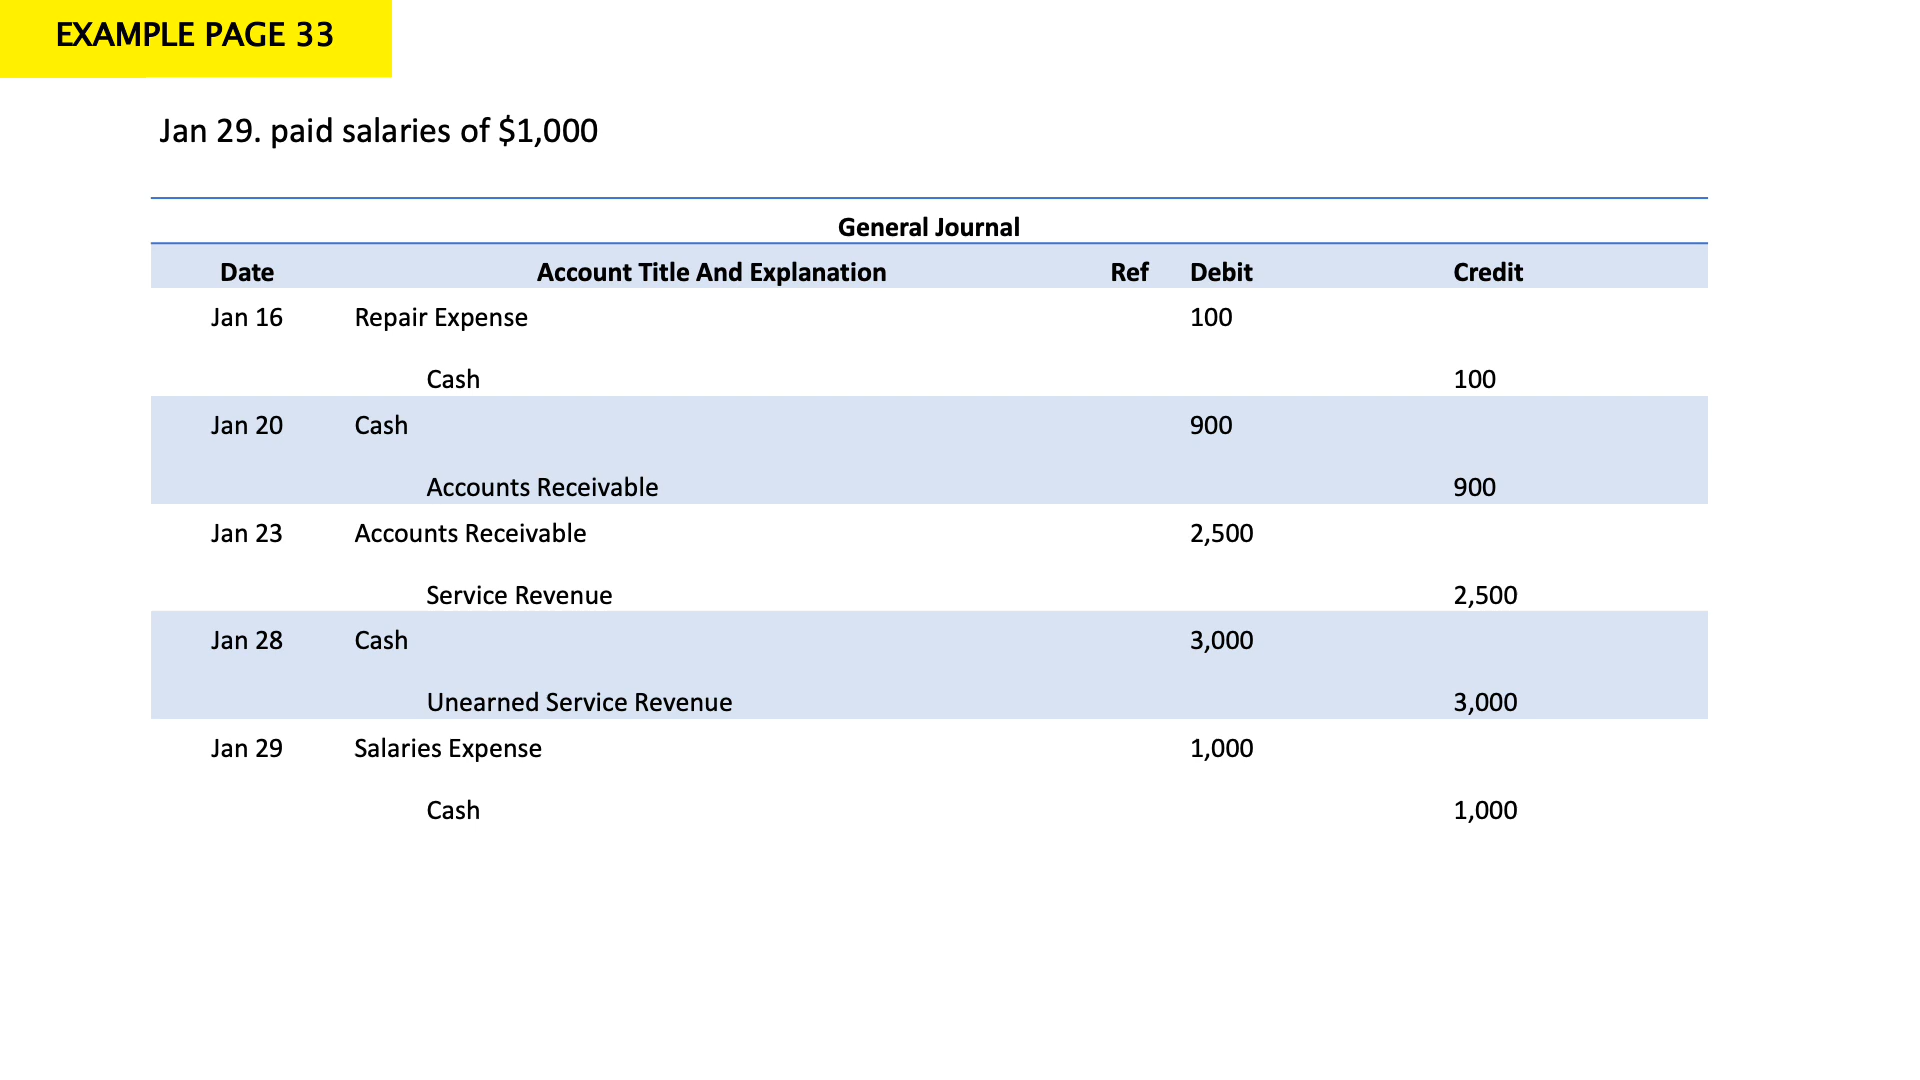 EXAMPLE PAGE 33
Jan 29. paid salaries of $1,000
General Journal
Date Account Title And Explanation Ref Debit Credit
Jan 16 Repair Expense 100
Cash 100
Jan 20 Cash 900
Accounts Receivable 900
Jan 23 Accounts Receivable 2,500
Service Revenue 2,500
Jan 28 Cash 3,000
Unearned Service Revenue 3,000
Jan 29 Salaries Expense 1,000
Cash 1,000